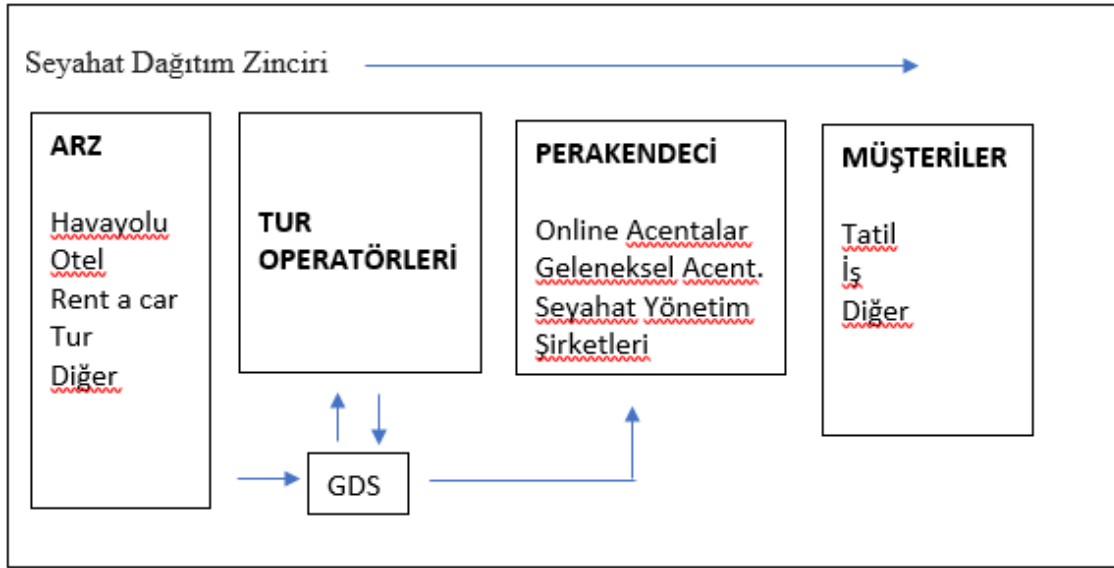 Seyahat Dağıtım Zinciri
ARZ
Havayolu
Otel
Rent a car
Tur
Diğer
TUR
OPERATÖRLERİ
PERAKENDECİ
Online Acentalar
Geleneksel Acent.
Seyahat Yönetim
Şirketleri
MÜŞTERİLER
Tatil
İş
Diğer
GDS